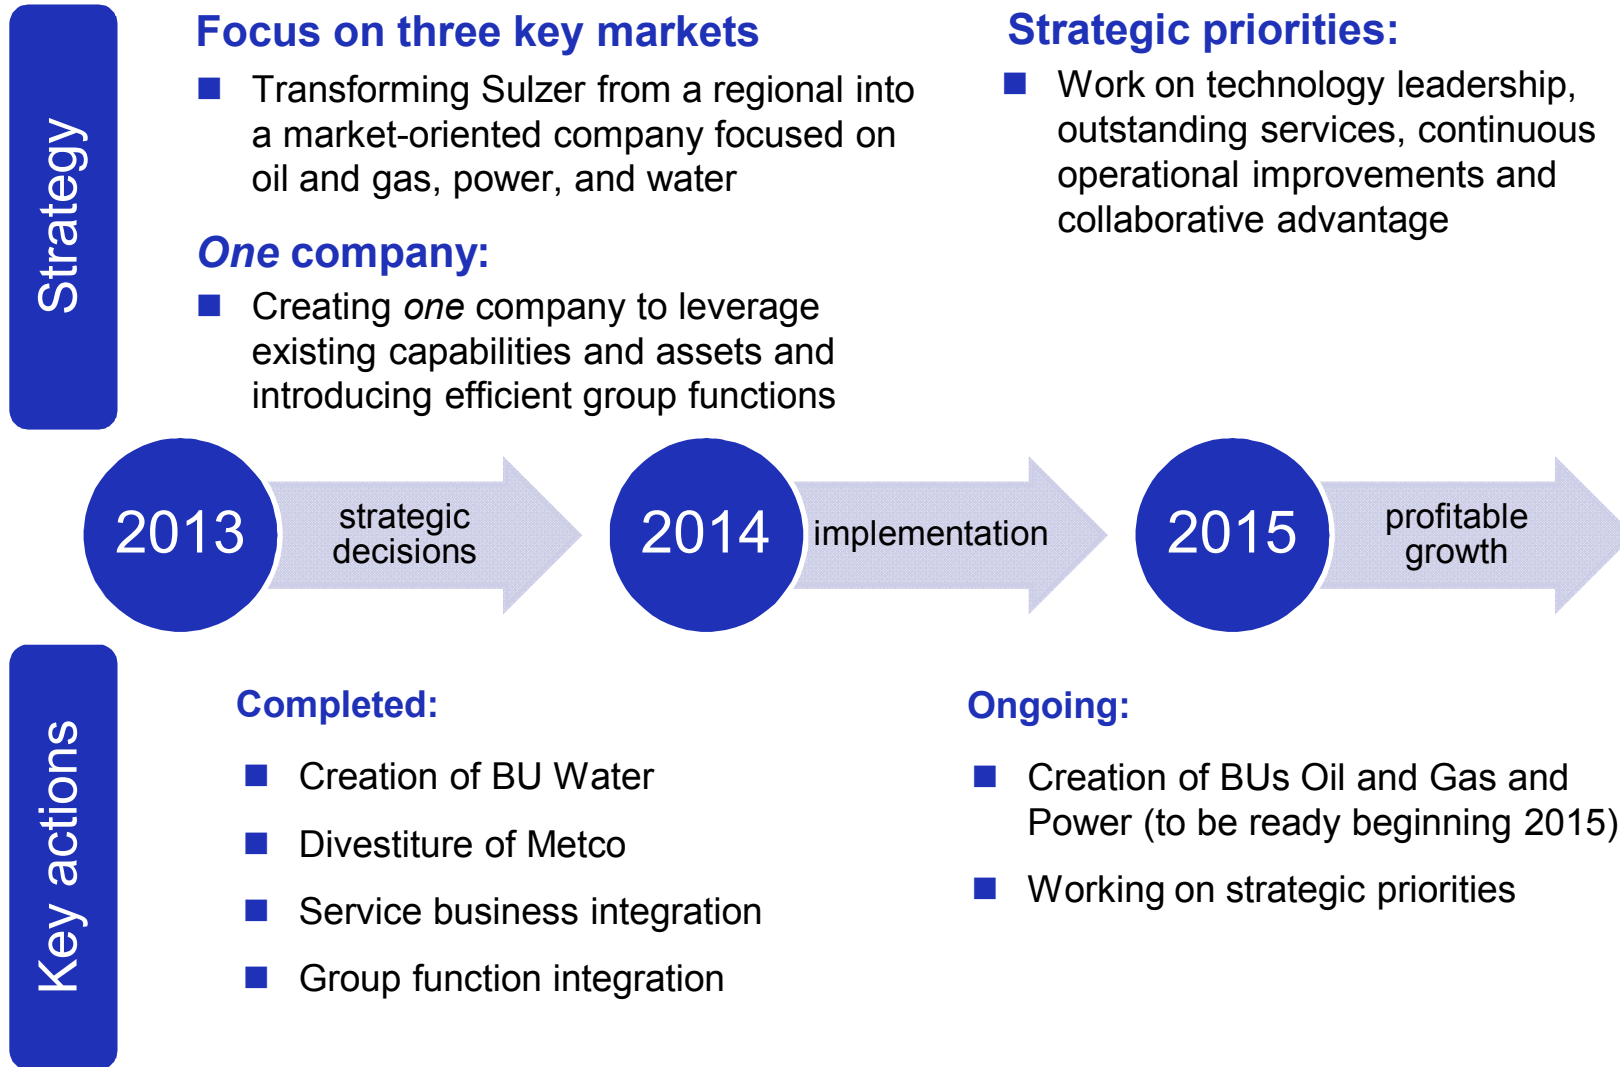 Strategy
Focus on three key markets
■ Transforming Sulzer from a regional into
a market-oriented company focused on
oil and gas, power, and water
One company:
■ Creating one company to leverage
existing capabilities and assets and
introducing efficient group functions
Strategic priorities:
■ Work on technology leadership,
outstanding services, continuous
operational improvements and
collaborative advantage
2013
strategic
decisions
2014
implementation
2015
profitable
growth
Key actions
Completed:
■ Creation of BU Water
■ Divestiture of Metco
■ Service business integration
■ Group function integration
Ongoing:
■ Creation of BUs Oil and Gas and
Power (to be ready beginning 2015)
■ Working on strategic priorities